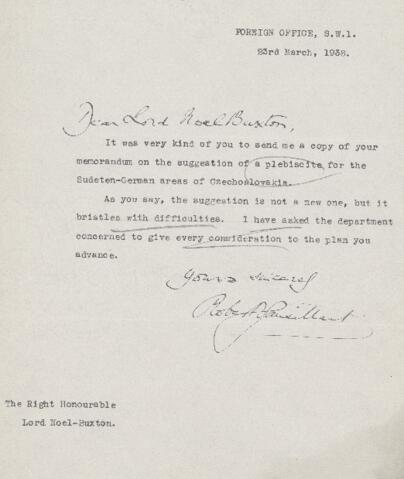 FOREIGN OFFICE, S.W.1.
23rd March, 1938.
Dear Lord Noel Buxton,
It was very kind of you to send me a copy of your
memorandum on the suggestion of a plebiscite for the
Sudeten-German areas of Czechoslovakia.
As you say, the suggestion is not a new one, but it
bristles with difficulties. I have asked the department
concerned to give every consideration to the plan you
advance.
Yours sincerely
Robert Vansittart
The Right Honourable
Lord Noel-Buxton.